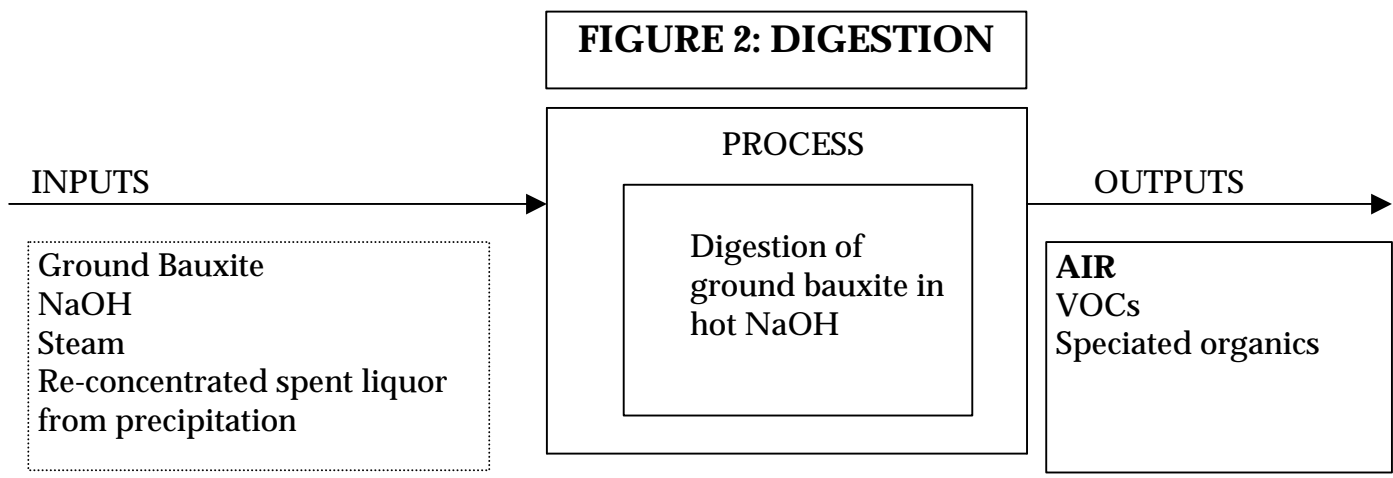 FIGURE 2: DIGESTION
PROCESS
INPUTS
OUTPUTS
Ground Bauxite
NaOH
Steam
Re-concentrated spent liquor
from precipitation
Digestion of
ground bauxite in
hot NaOH
AIR
VOCs
Speciated organics